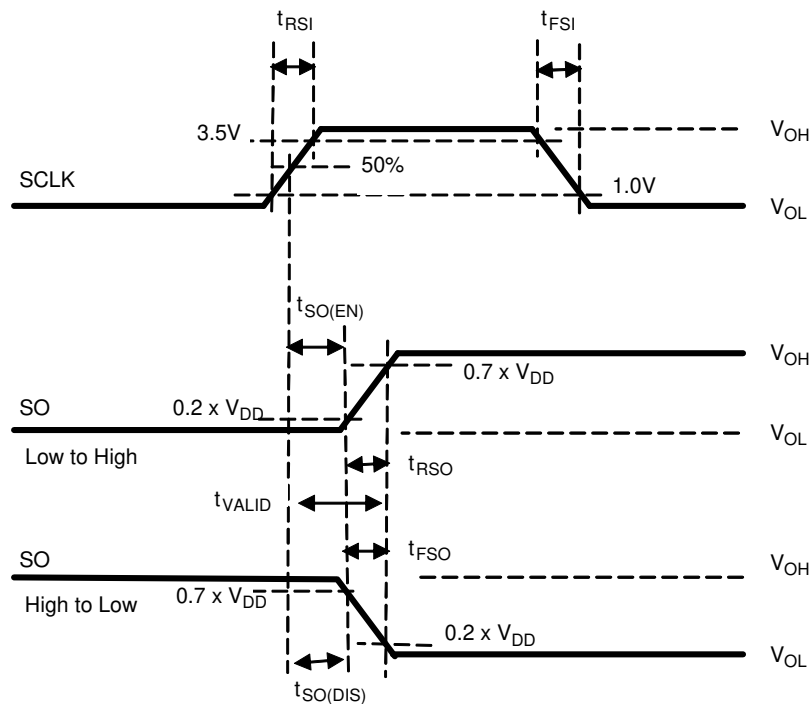 tRSI tFSI
3.5V VOH
50%
SCLK 1.0V
VOL
tSO(EN)
VOH
0.7 x VDD
SO 0.2 x VDD
VOL
Low to High
tRSO
tVALID
tFSO
SO VOH
High to Low 0.7 x VDD
0.2 x VDD
VOL
tSO(DIS)